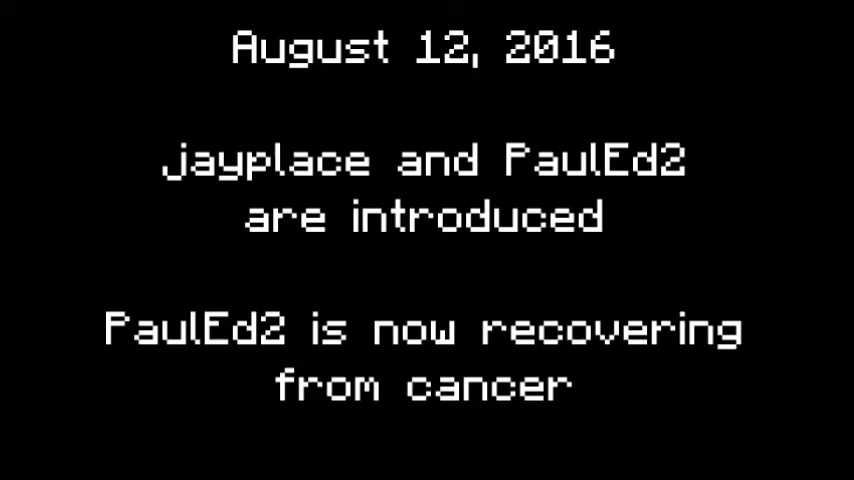 August 12, 2016
jayplace and PaulEd2
are introduced
PaulEd2 is now recovering
from cancer